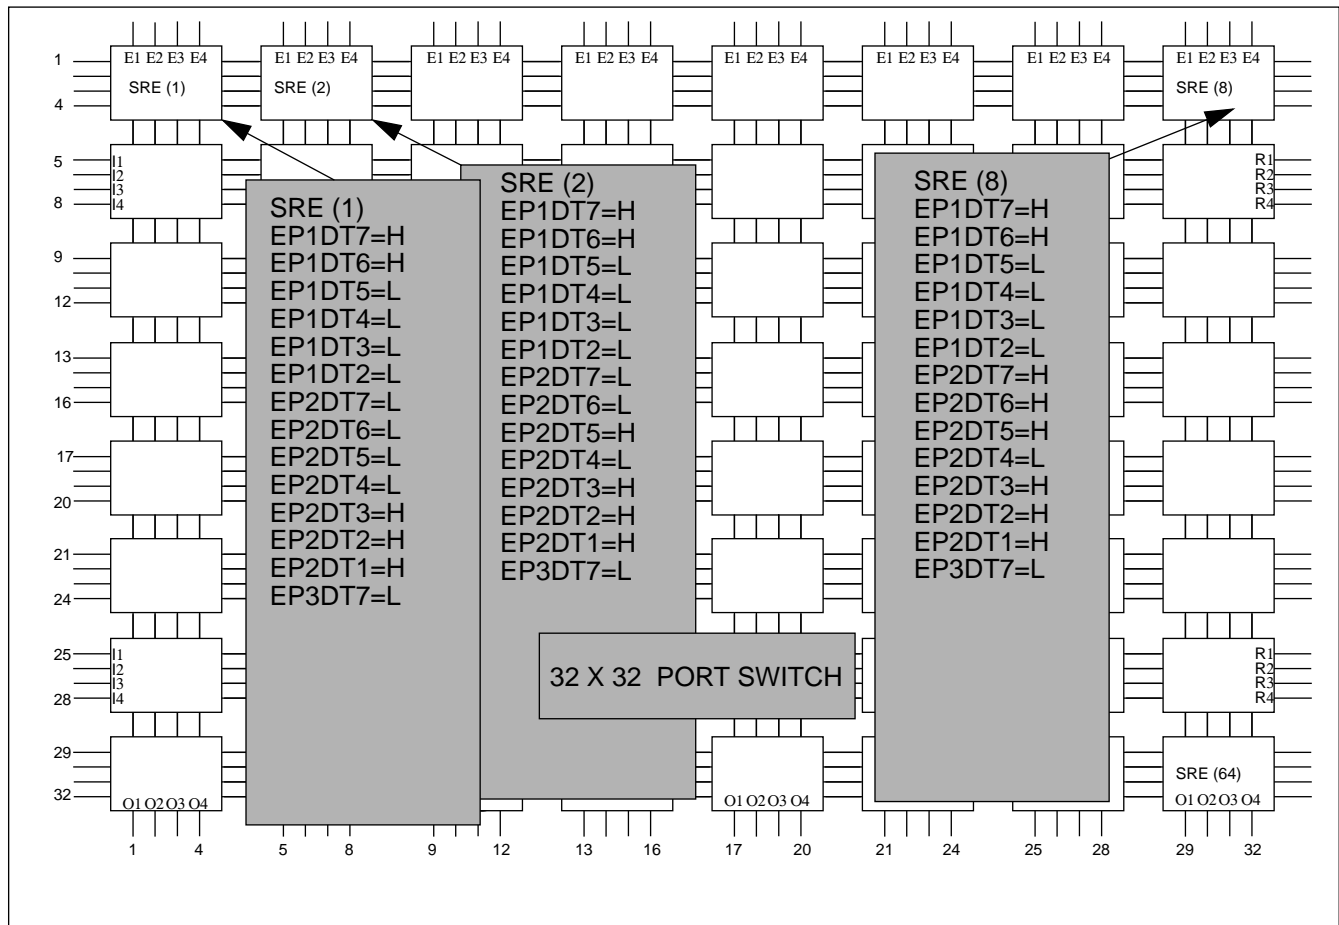 E1 E2 E3 E4 E1 E2 E3 E4 E1 E2 E3 E4 E1 E2 E3 E4 E1 E2 E3 E4 E1 E2 E3 E4 E1 E2 E3 E4 E1 E2 E3 E4
1
SRE (1) SRE (2) SRE (8)
4
5
I1
I2
I3
I4
8
R1
R2
R3
R4
9
12
13
16
17
20
21
24
25
I1
I2
I3
I4
28
R1
R2
R3
R4
29
32
SRE (1)
EP1DT7=H
EP1DT6=H
EP1DT5=L
EP1DT4=L
EP1DT3=L
EP1DT2=L
EP2DT7=L
EP2DT6=L
EP2DT5=L
EP2DT4=L
EP2DT3=H
EP2DT2=H
EP2DT1=H
EP3DT7=L
SRE (2)
EP1DT7=H
EP1DT6=H
EP1DT5=L
EP1DT4=L
EP1DT3=L
EP1DT2=L
EP2DT7=L
EP2DT6=L
EP2DT5=H
EP2DT4=L
EP2DT3=H
EP2DT2=H
EP2DT1=H
EP3DT7=L
SRE (8)
EP1DT7=H
EP1DT6=H
EP1DT5=L
EP1DT4=L
EP1DT3=L
EP1DT2=L
EP2DT7=H
EP2DT6=H
EP2DT5=H
EP2DT4=L
EP2DT3=H
EP2DT2=H
EP2DT1=H
EP3DT7=L
32 X 32 PORT SWITCH
SRE (64)
O1 O2 O3 O4 O1 O2 O3 O4 O1 O2 O3 O4
1 4 5 8 9 12 13 16 17 20 21 24 25 28 29 32